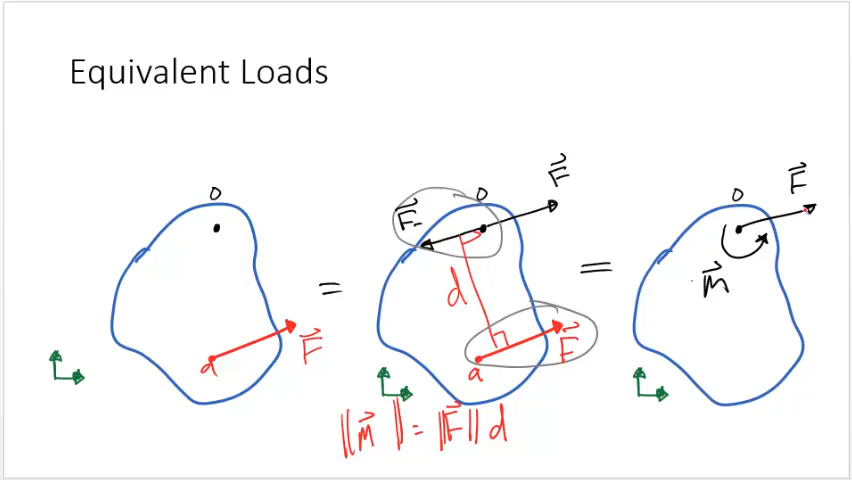 Equivalent Loads
O
a
F⃗
=
O
F⃗
F⃗
d
a
F⃗
=
O
F⃗
m⃗
||m⃗|| = ||F⃗|| d